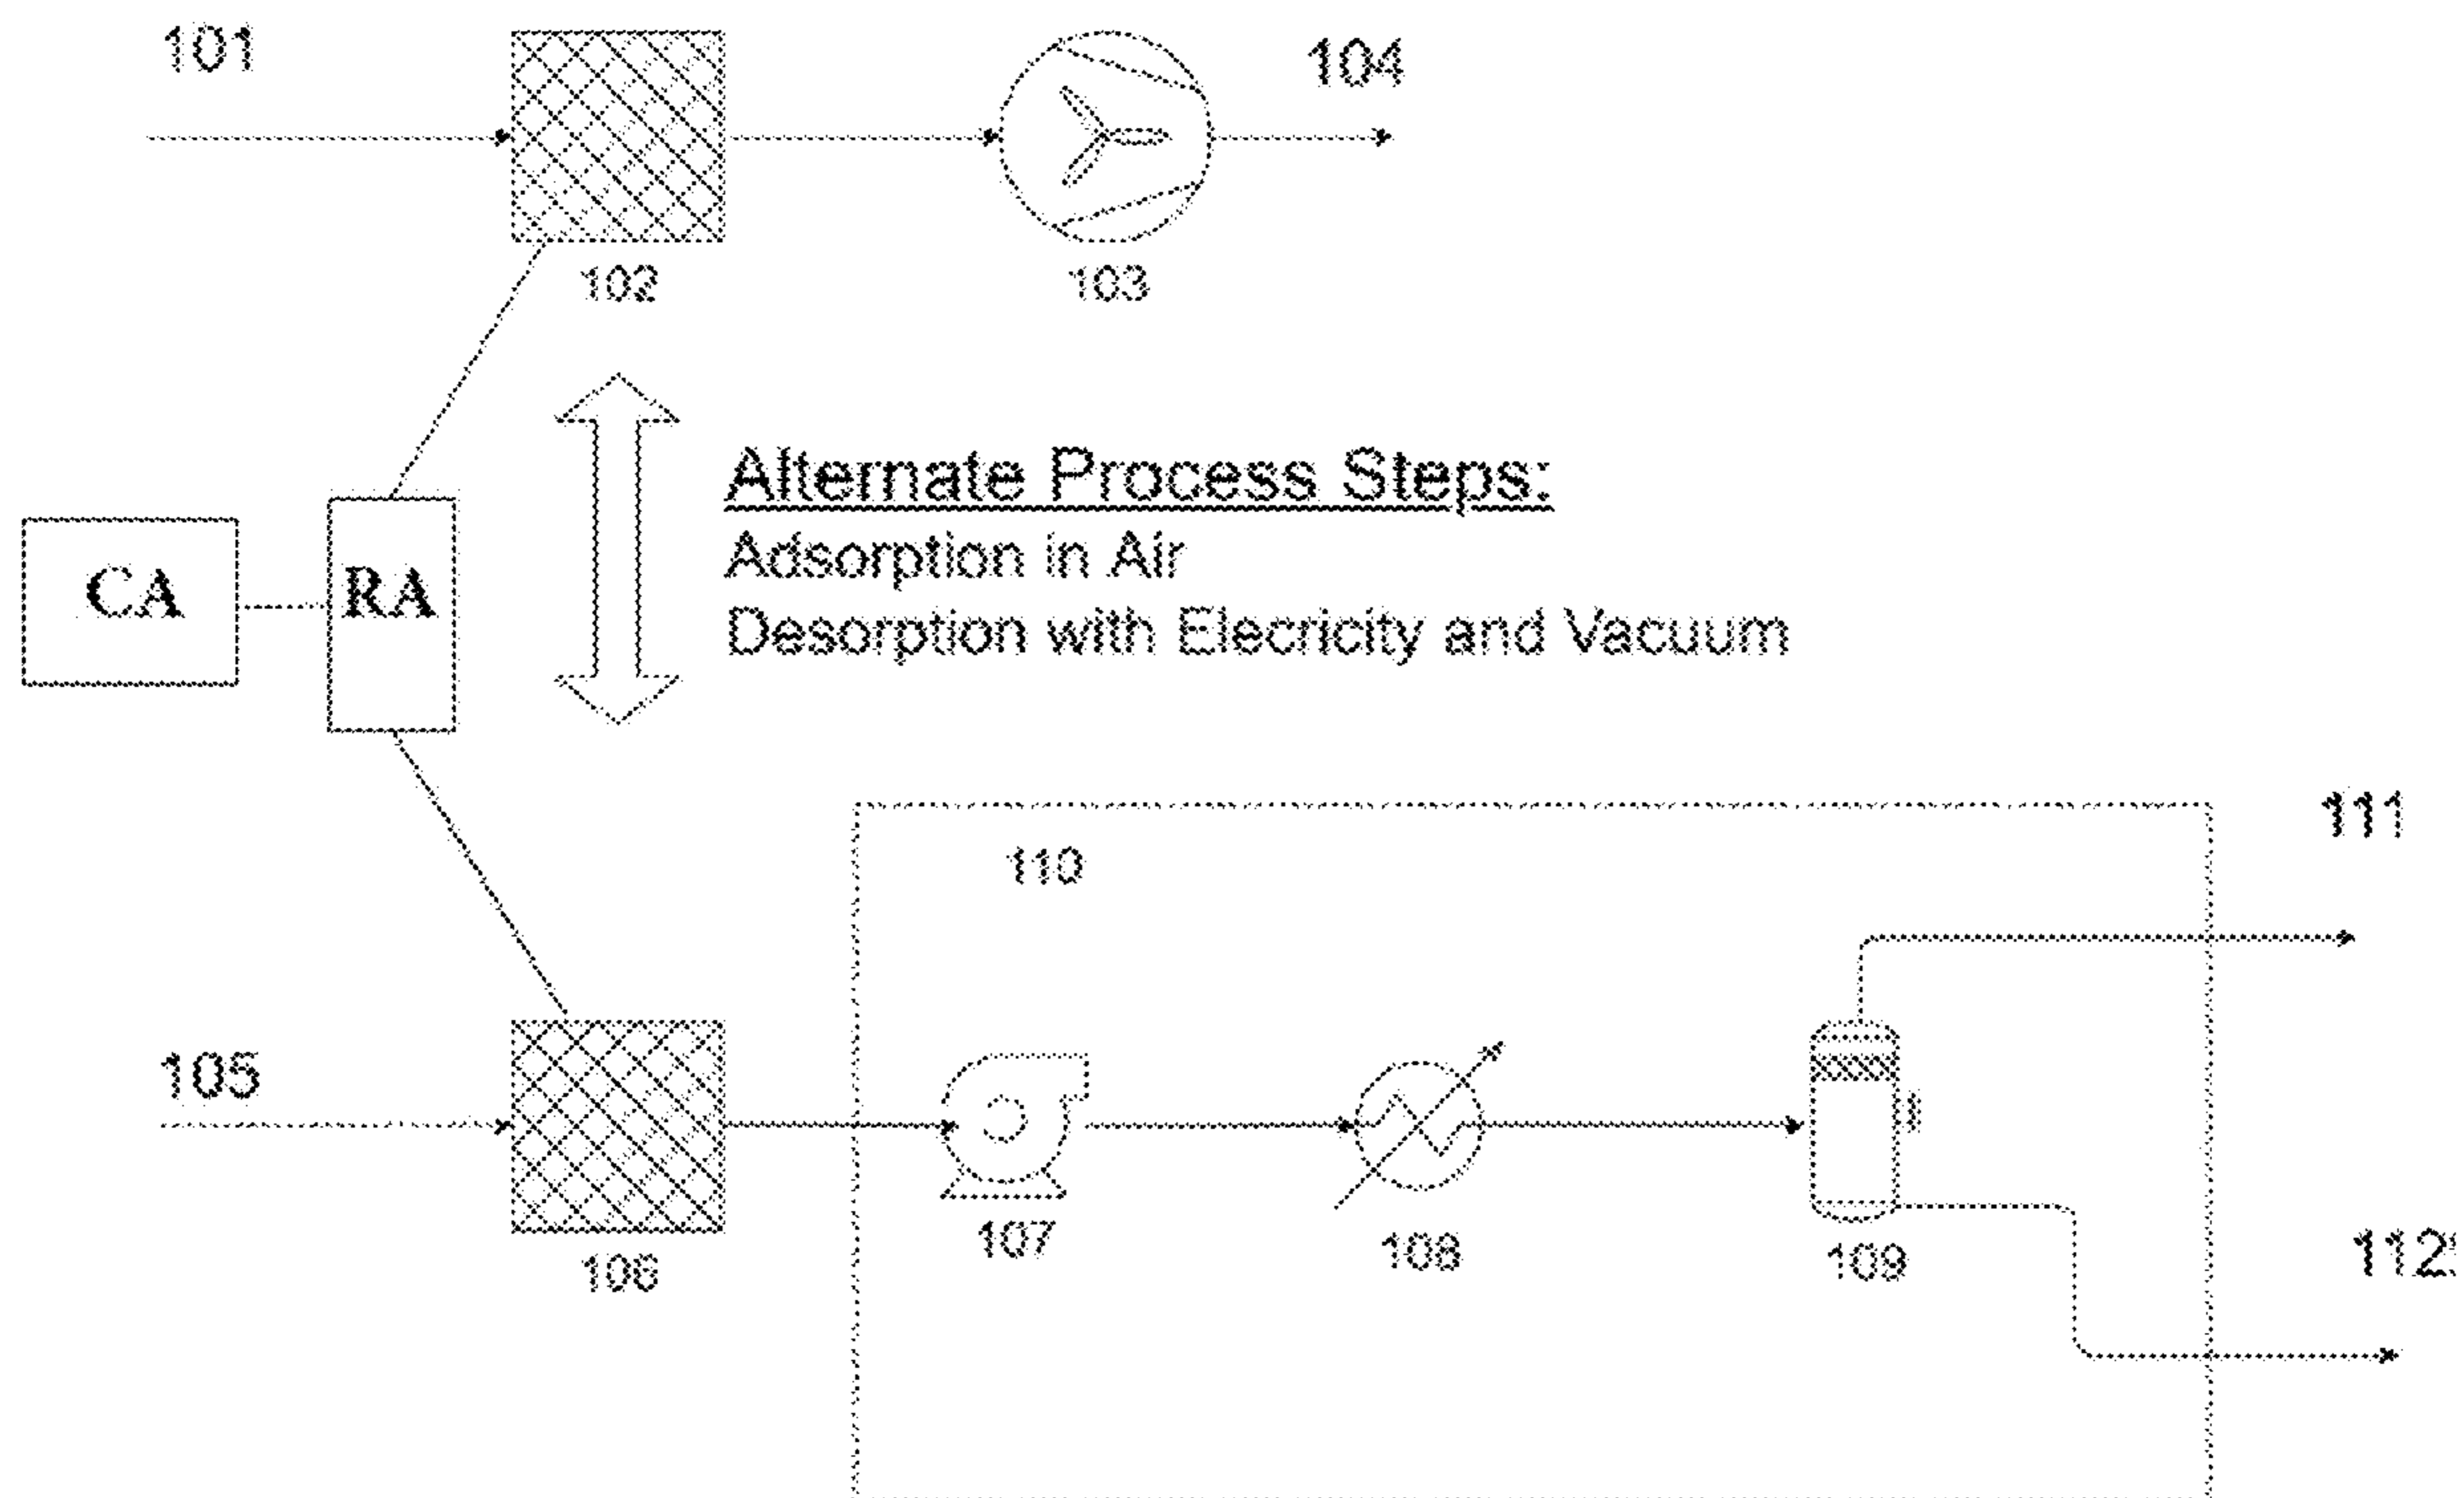 101
104
102
103
Alternate Process Steps:
Adsorption in Air
Desorption with Elecricity and Vacuum
CA
RA
111
110
105
107
108
109
106
112